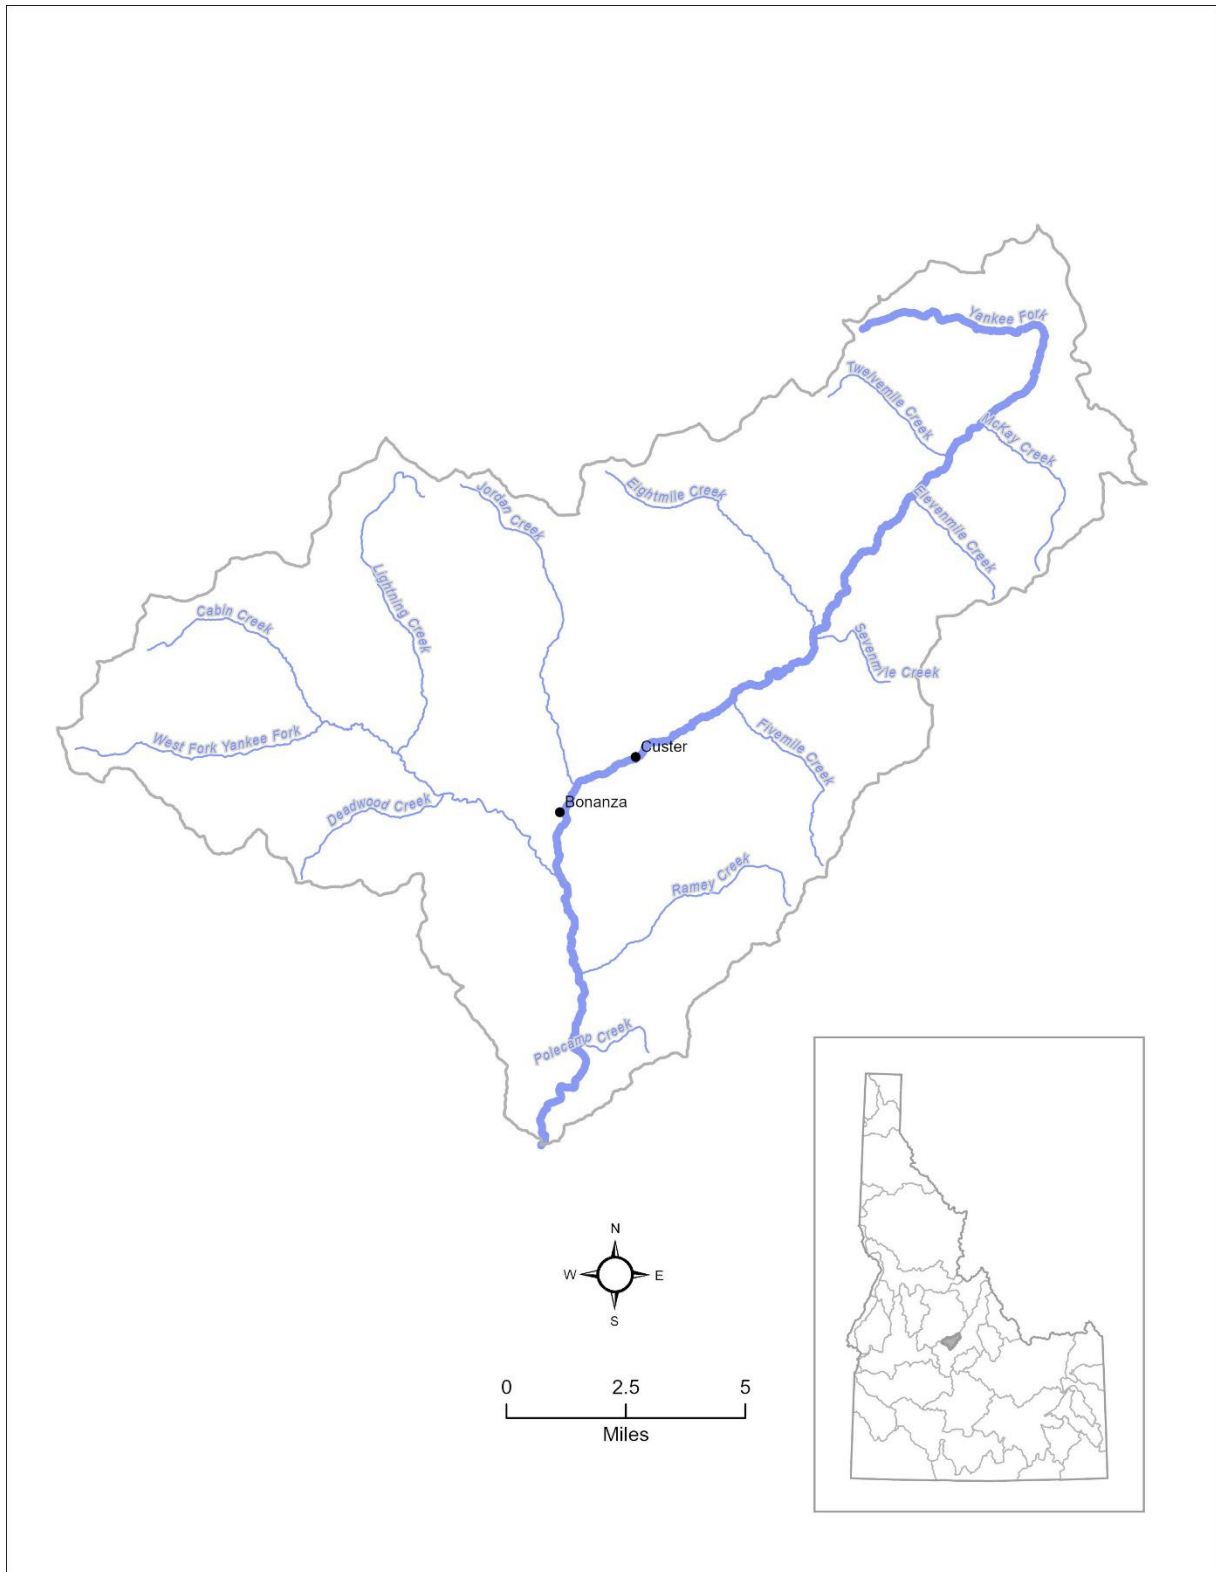 Yankee Fork
Twelvemile Creek
McKay Creek
Elevenmile Creek
Eightmile Creek
Jordan Creek
Lightning Creek
Cabin Creek
Sevenmile Creek
West Fork Yankee Fork
Fivemile Creek
Custer
Bonanza
Deadwood Creek
Ramey Creek
Polecamp Creek
N
W E
S
0 2.5 5
Miles